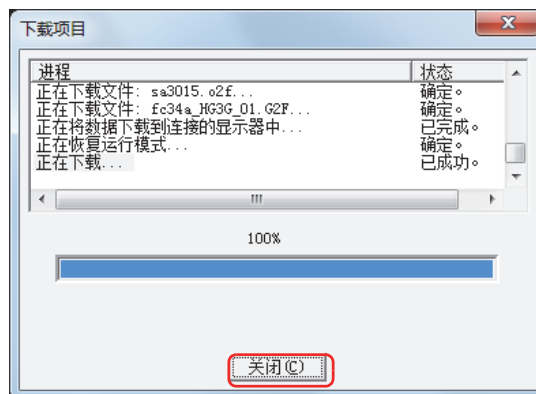 下载项目
进程 状态
正在下载文件: sa3015.o2f... 确定。
正在下载文件: fc34a_HG3G_01.G2F... 确定。
正在将数据下载到连接的显示器中... 已完成。
正在恢复运行模式... 确定。
正在下载... 已成功。
100%
关闭(C)